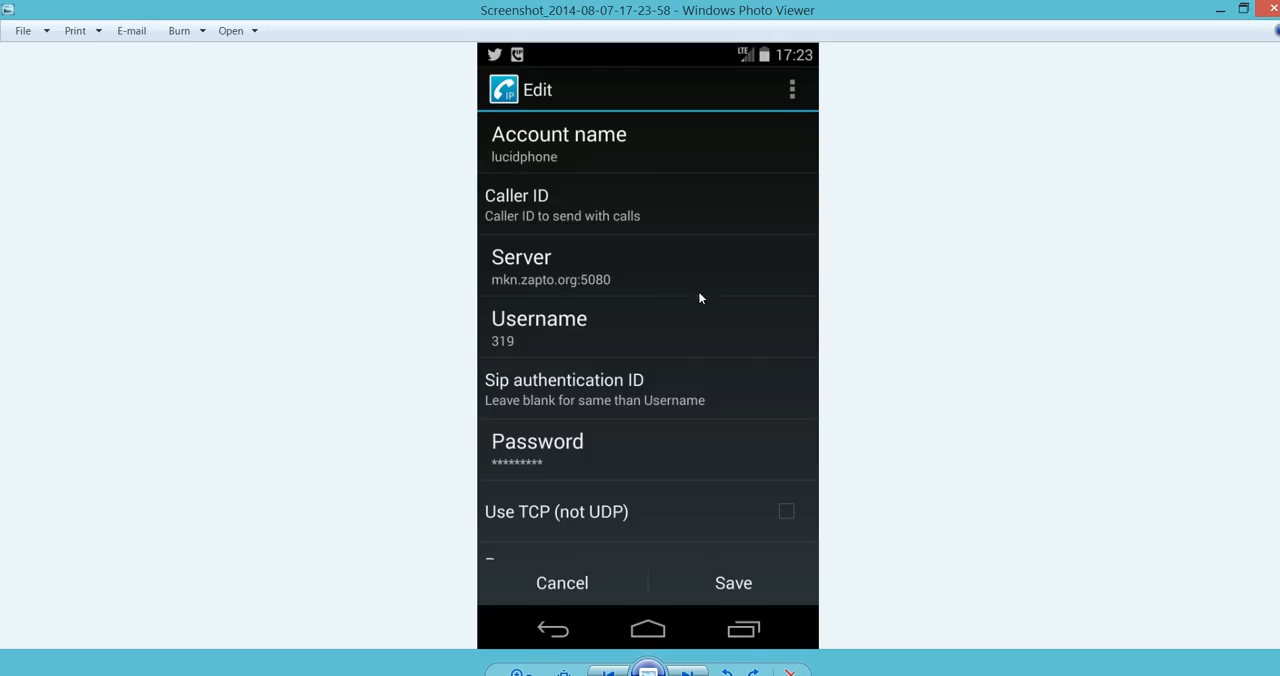 Screenshot_2014-08-07-17-23-58 - Windows Photo Viewer
File Print E-mail Burn Open
LTE 17:23
IP Edit
Account name
lucidphone
Caller ID
Caller ID to send with calls
Server
mkn.zapto.org:5080
Username
319
Sip authentication ID
Leave blank for same than Username
Password
*********
Use TCP (not UDP)
Cancel Save